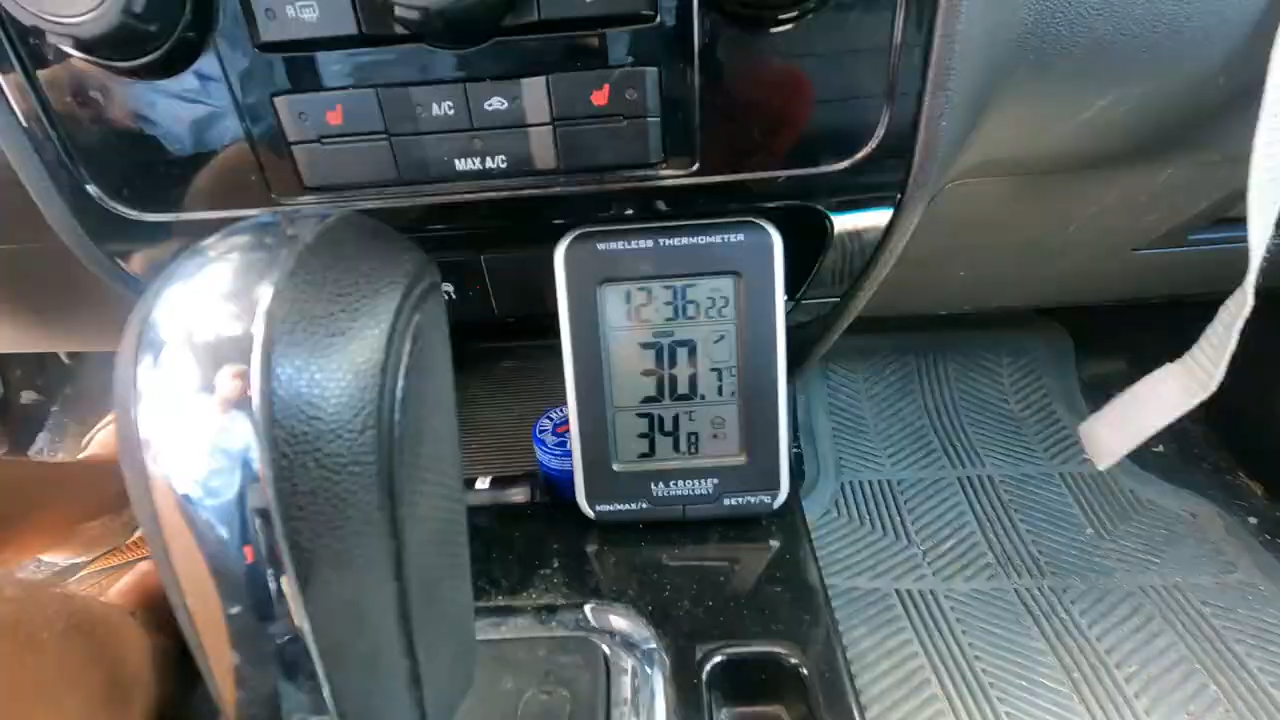 A/C
MAX A/C
WIRELESS THERMOMETER
12:36 22
30.7°C
°C
34.8
LA CROSSE®
TECHNOLOGY
MIN/MAX/+
SET/°F/°C